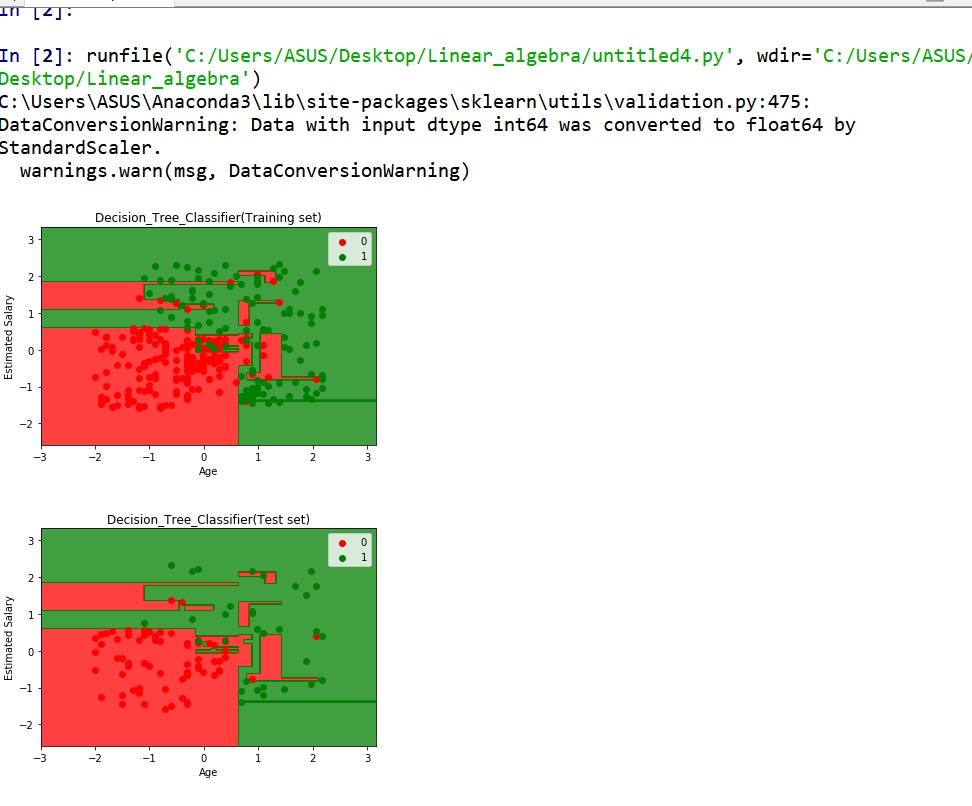 In [2]:
In [2]: runfile('C:/Users/ASUS/Desktop/Linear_algebra/untitled4.py', wdir='C:/Users/ASUS/
Desktop/Linear_algebra')
C:\Users\ASUS\Anaconda3\lib\site-packages\sklearn\utils\validation.py:475:
DataConversionWarning: Data with input dtype int64 was converted to float64 by
StandardScaler.
warnings.warn(msg, DataConversionWarning)
Decision_Tree_Classifier(Training set)
0
1
3
2
1
0
−1
−2
Estimated Salary
−3 −2 −1 0 1 2 3
Age
Decision_Tree_Classifier(Test set)
0
1
3
2
1
0
−1
−2
Estimated Salary
−3 −2 −1 0 1 2 3
Age